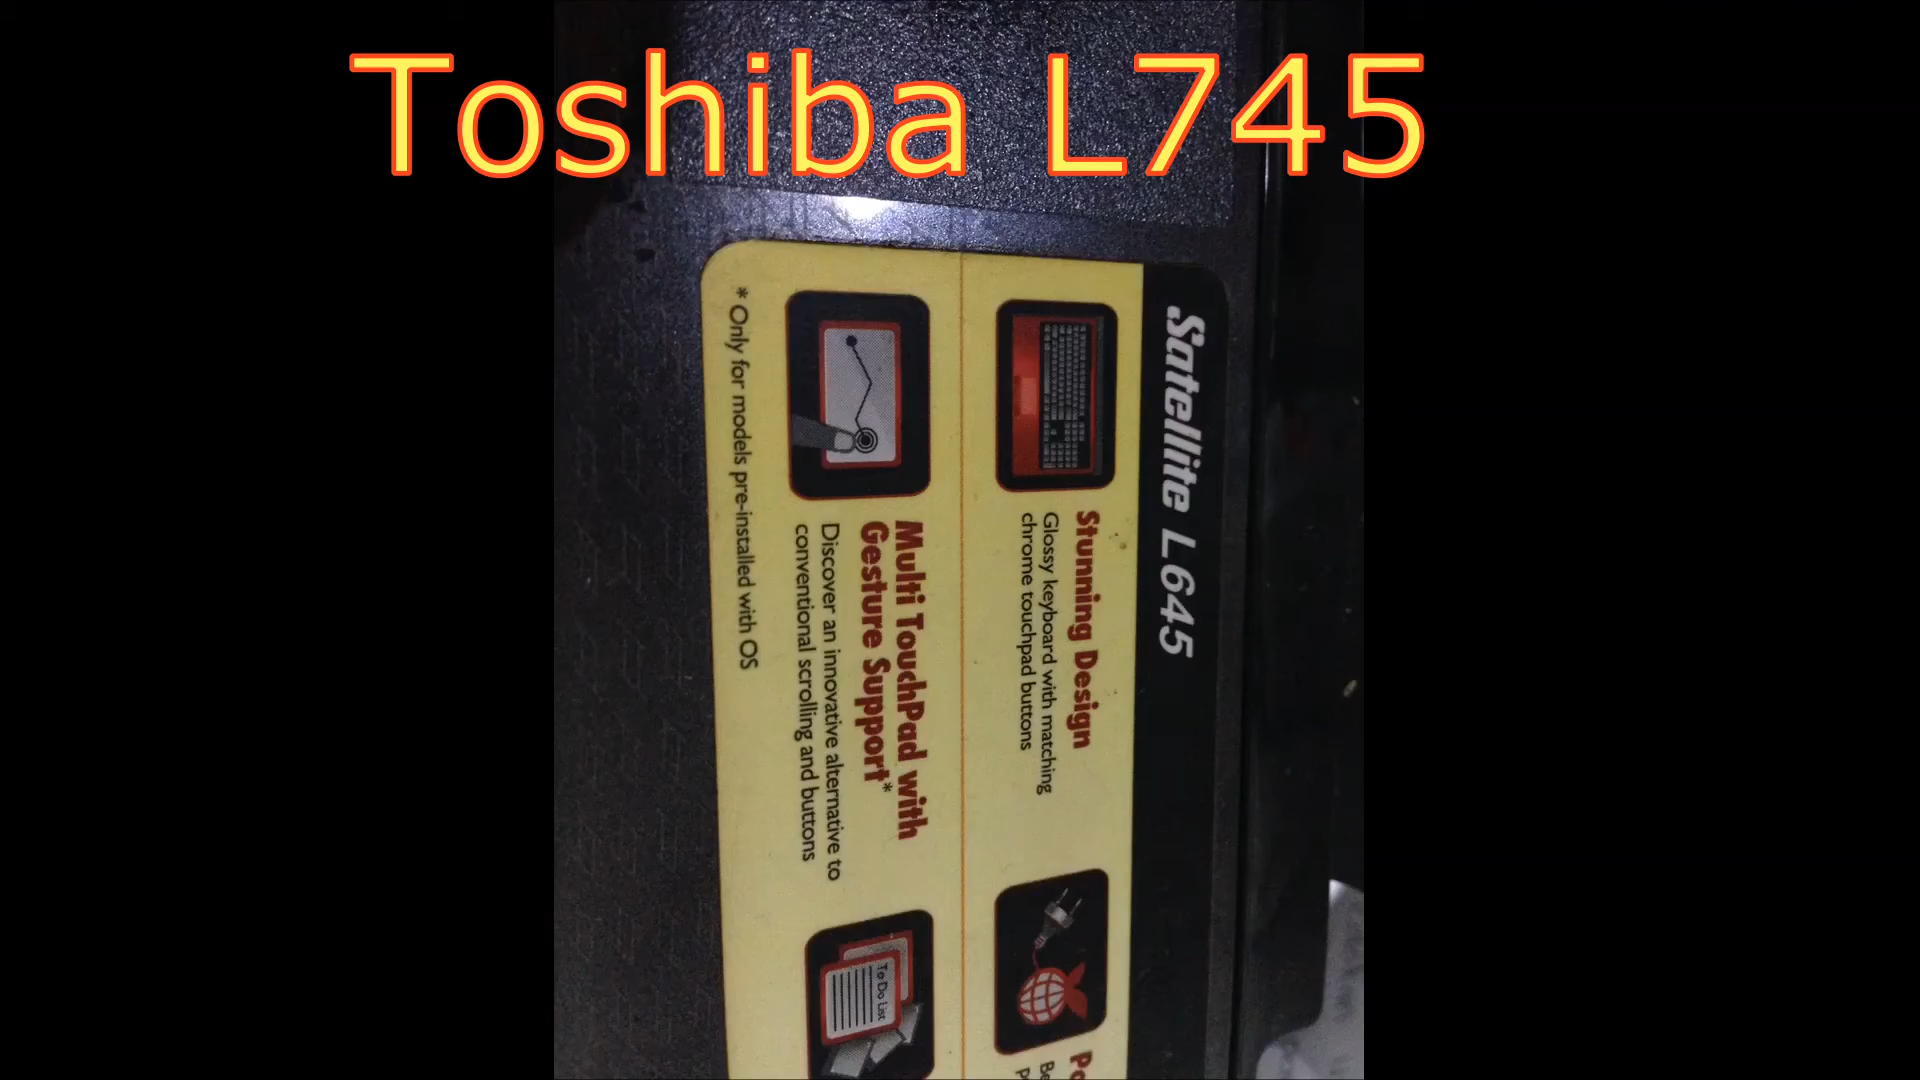 Toshiba L745
Satellite L645
Stunning Design
Glossy keyboard with matching
chrome touchpad buttons
Multi TouchPad with
Gesture Support*
Discover an innovative alternative to
conventional scrolling and buttons
* Only for models pre-installed with OS
To Do List